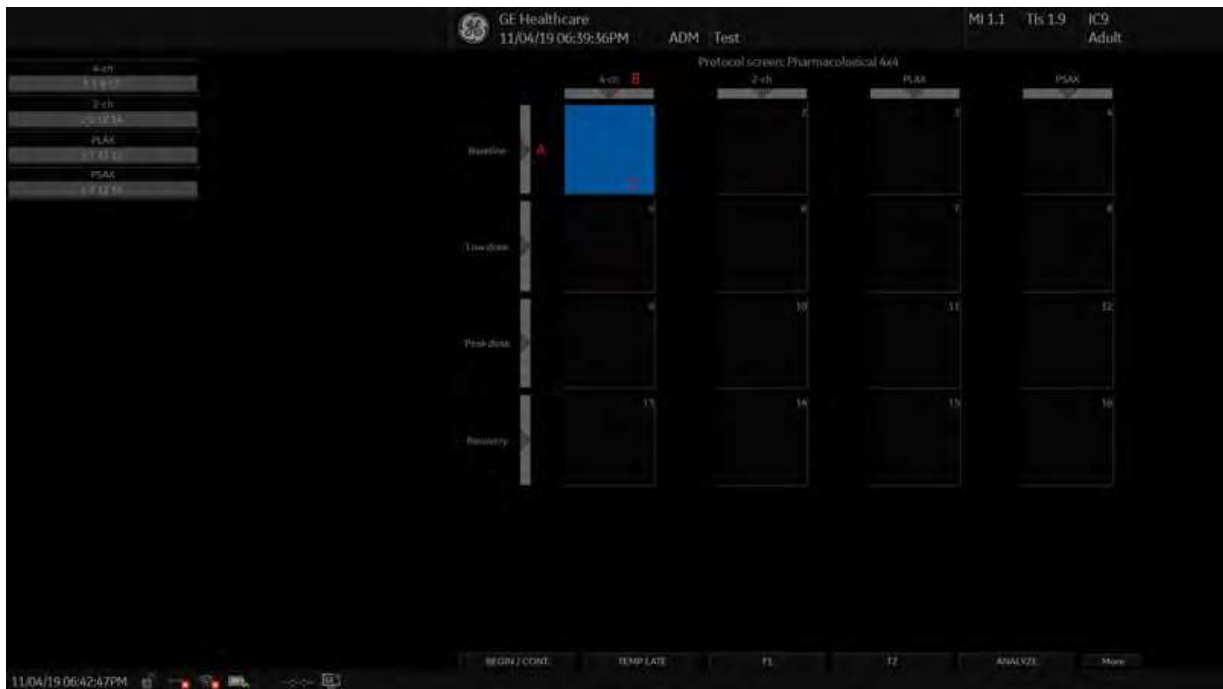 GE Healthcare
11/04/19 06:39:36PM ADM Test
MI 1.1 TIs 1.9 IC9
Adult
4-ch
2-ch
PLAX
PSAX
Protocol screen: Pharmacological 4x4
4-ch B 2-ch PLAX PSAX
Baseline A 1 2 3 4
Low dose 5 6 7 8
Peak dose 9 10 11 12
Recovery 13 14 15 16
BEGIN / CONT. TEMPLATE F1 F2 ANALYZE More
11/04/19 06:42:47PM